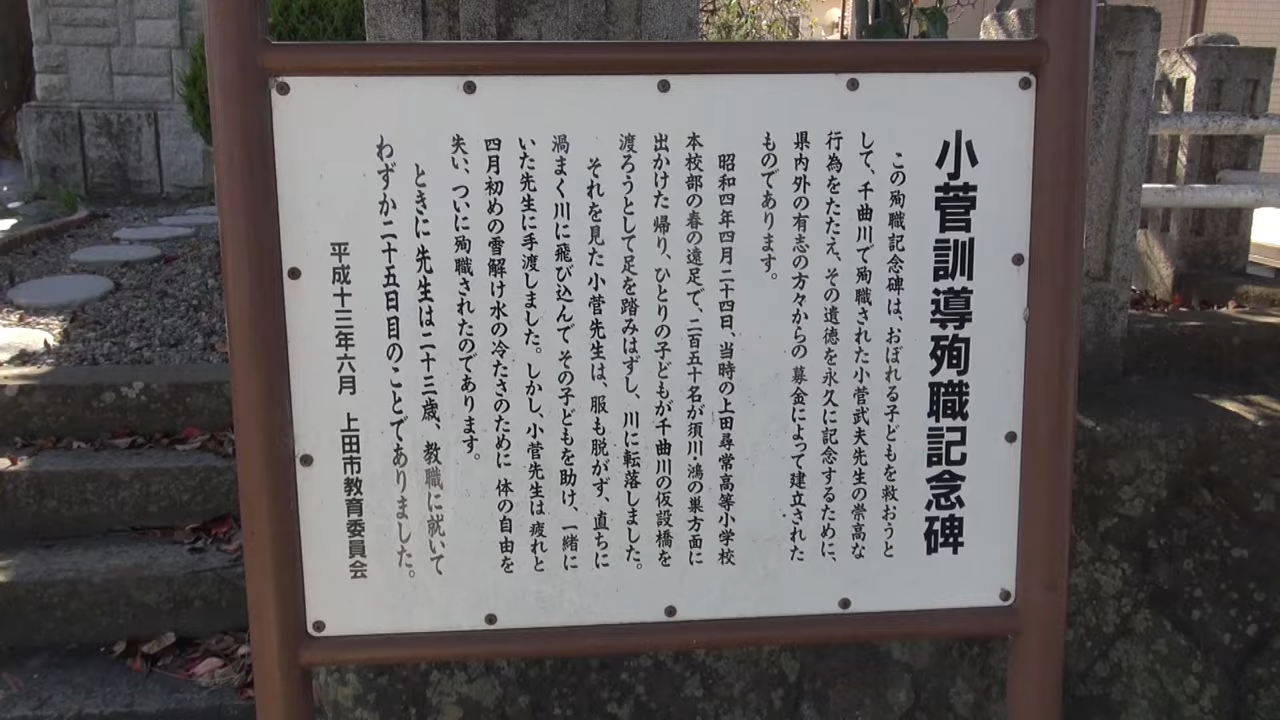 小菅訓導殉職記念碑
この殉職記念碑は、おぼれる子どもを救おうと
して、千曲川で殉職された小菅武夫先生の崇高な
行為をたたえ、その遺徳を永久に記念するために、
県内外の有志の方々からの募金によって建立された
ものであります。
昭和四年四月二十四日、当時の上田尋常高等小学校
本校部の春の遠足で、二百五十名が須川・鴻の巣方面に
出かけた帰り、ひとりの子どもが千曲川の仮設橋を
渡ろうとして足を踏みはずし、川に転落しました。
それを見た小菅先生は、服も脱がず、直ちに
渦まく川に飛び込んでその子どもを助け、一緒に
いた先生に手渡しました。しかし、小菅先生は疲れと
四月初めの雪解け水の冷たさのために体の自由を
失い、ついに殉職されたのであります。
ときに先生は二十三歳、教職に就いて
わずか二十五日目のことでありました。
平成十三年六月 上田市教育委員会